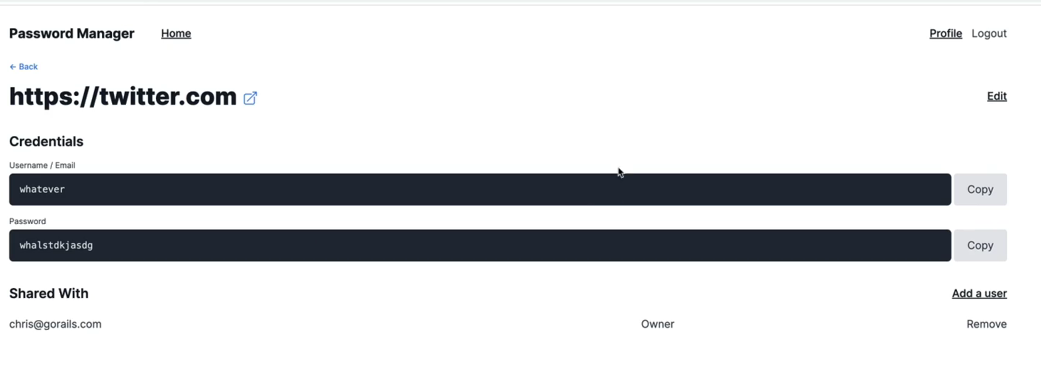 Password Manager Home Profile Logout
← Back
https://twitter.com Edit
Credentials
Username / Email
whatever Copy
Password
whalstdkjasdg Copy
Shared With Add a user
chris@gorails.com Owner Remove